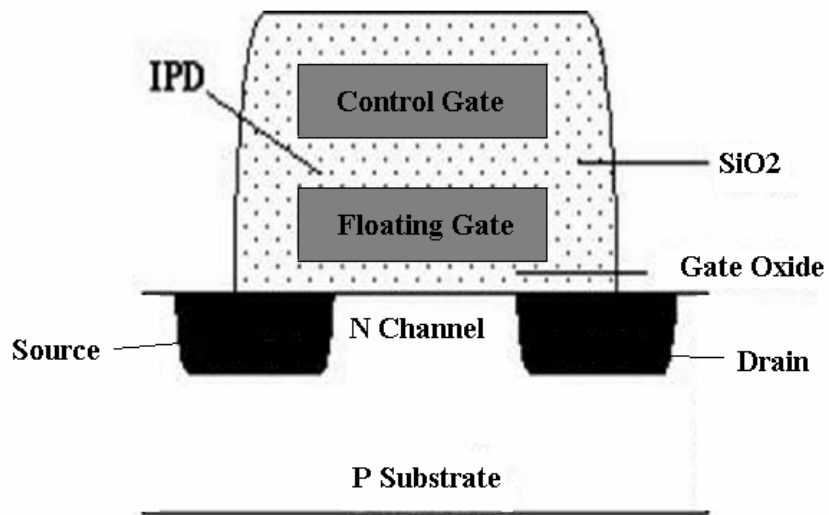 IPD
Control Gate
SiO2
Floating Gate
Gate Oxide
N Channel
Source
Drain
P Substrate